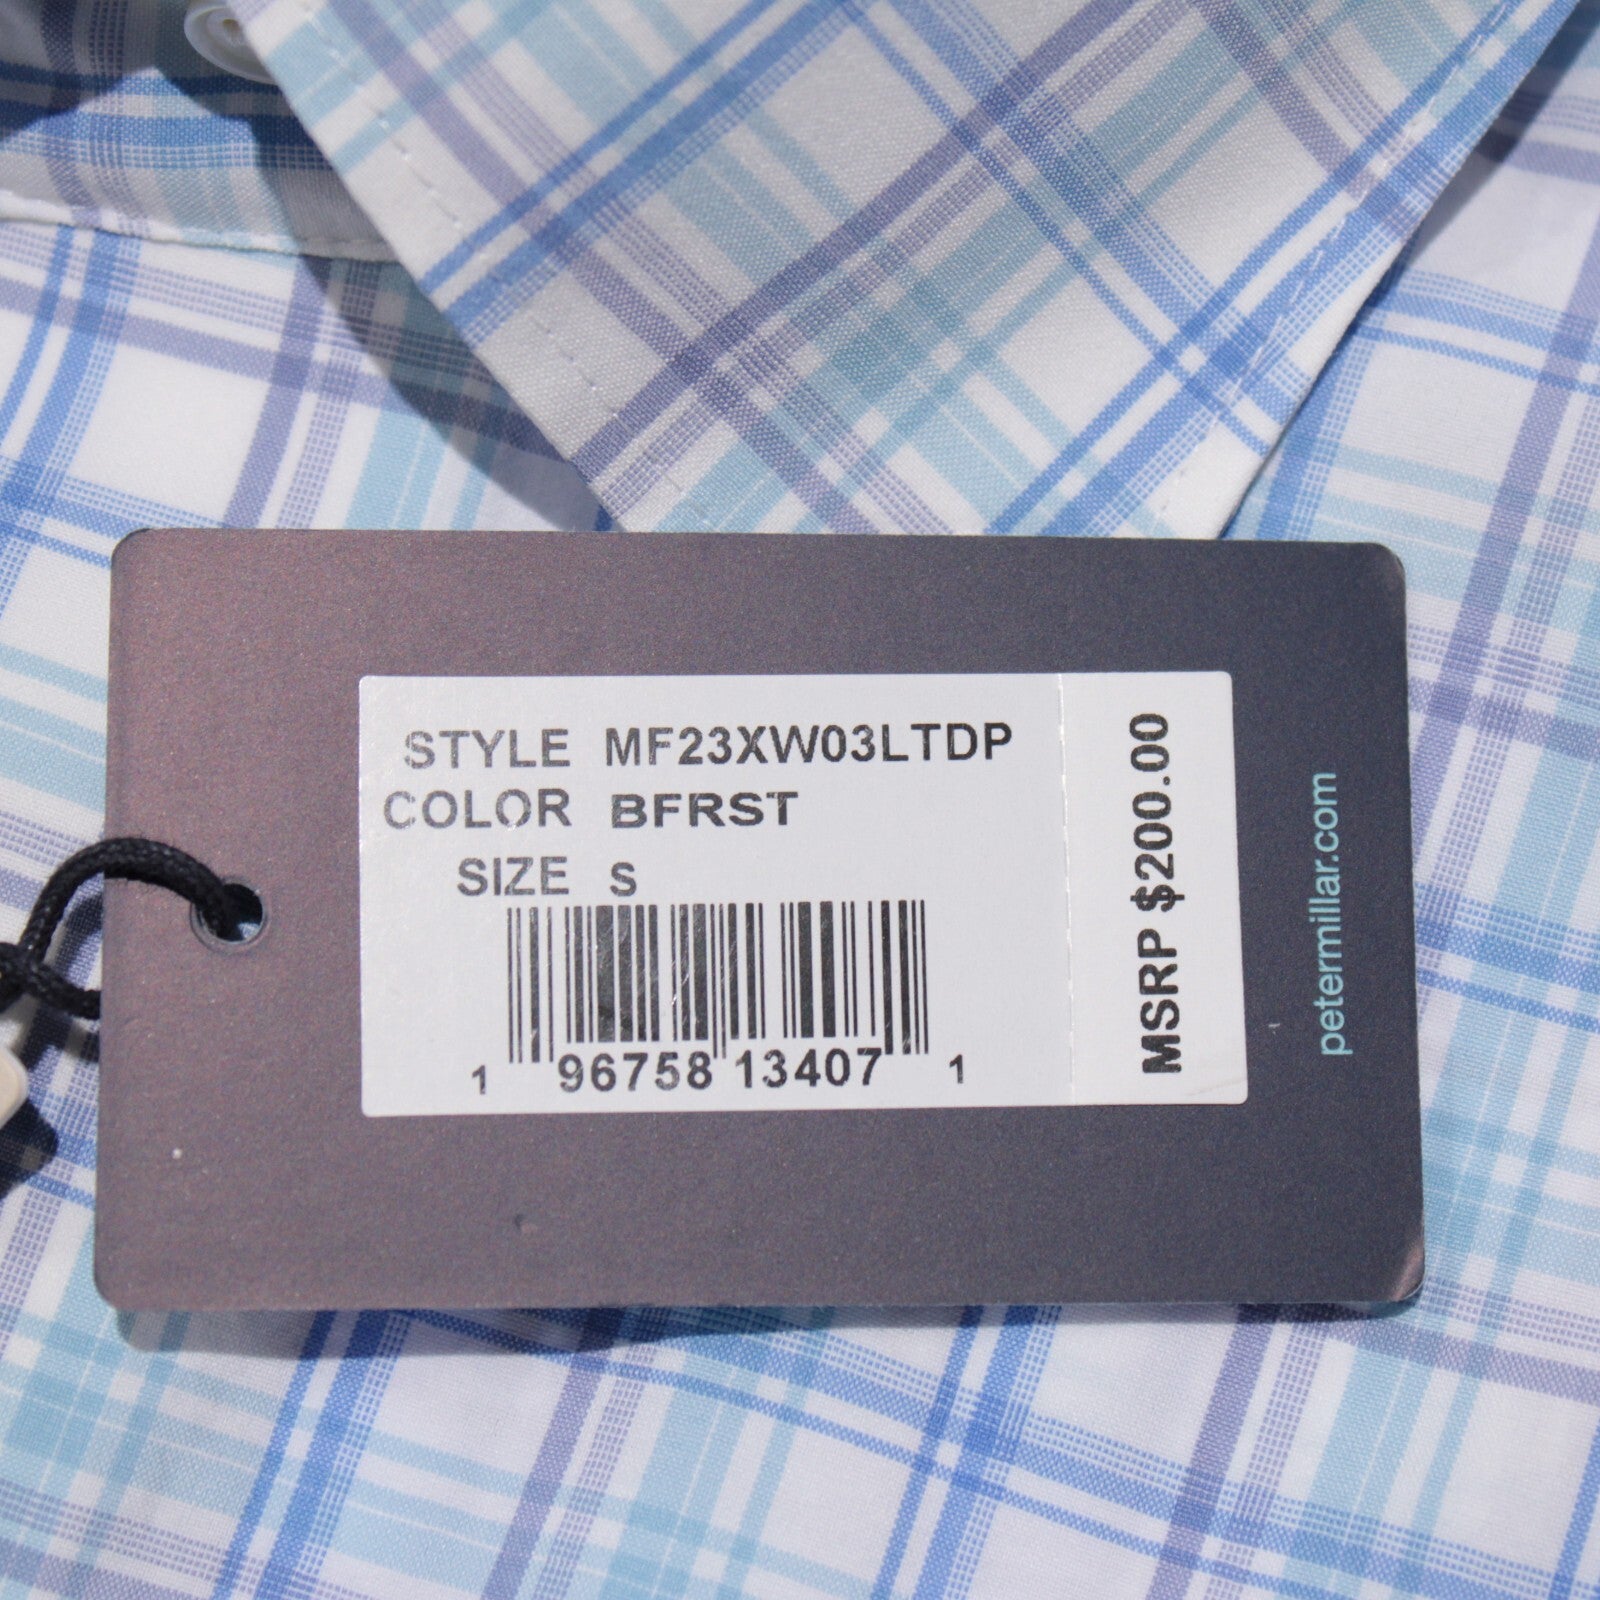 STYLE MF23XW03LTDP
COLOR BFRST
SIZE S
1 96758 13407 1
MSRP $200.00
petermillar.com